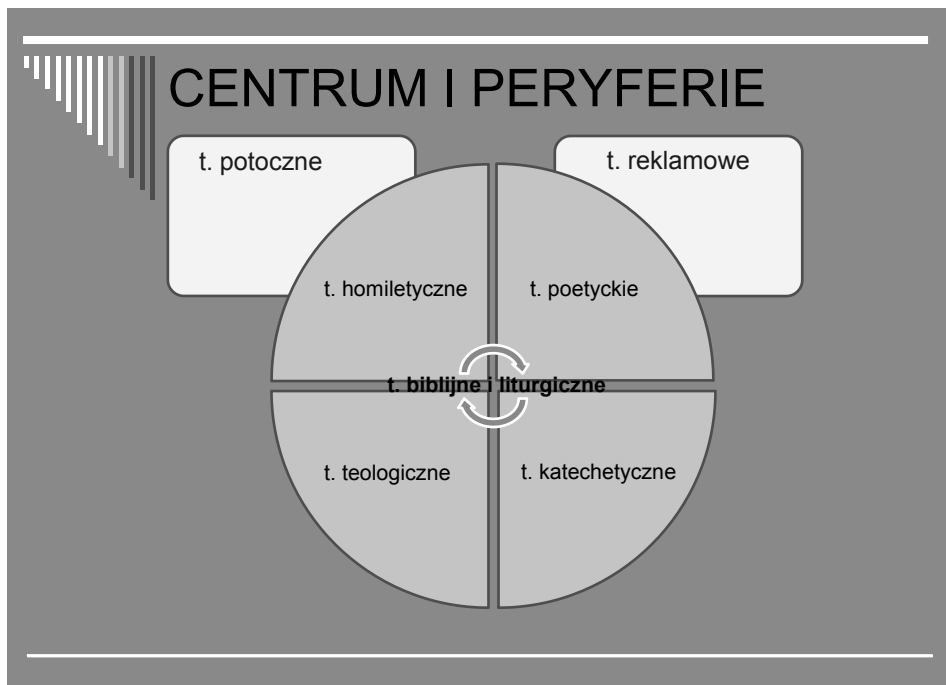 CENTRUM I PERYFERIE
t. potoczne
t. reklamowe
t. homiletyczne
t. poetyckie
t. biblijne i liturgiczne
t. teologiczne
t. katechetyczne